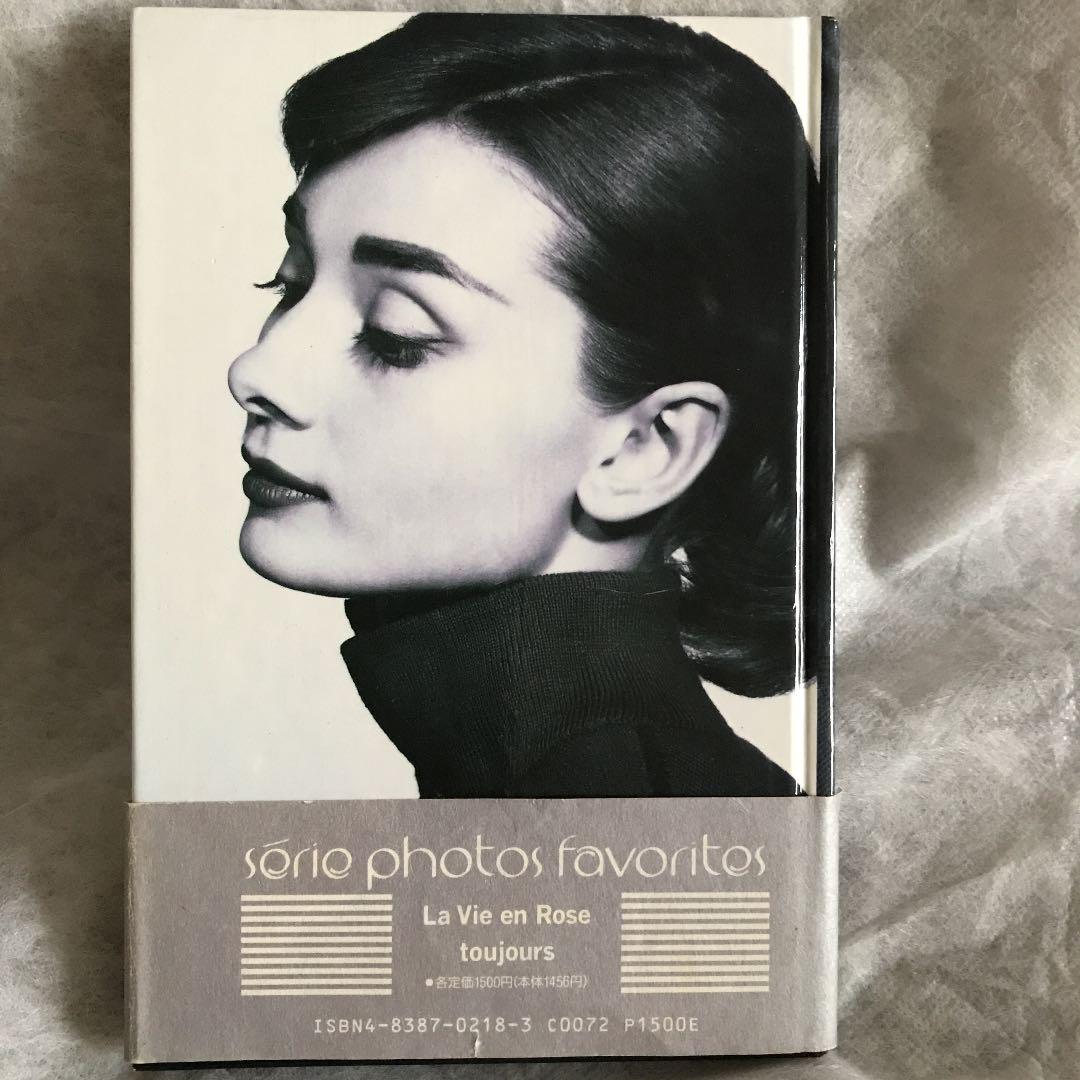 série photos favorites
La Vie en Rose
toujours
●各定価1500円(本体1456円)
ISBN4-8387-0218-3 C0072 P1500E